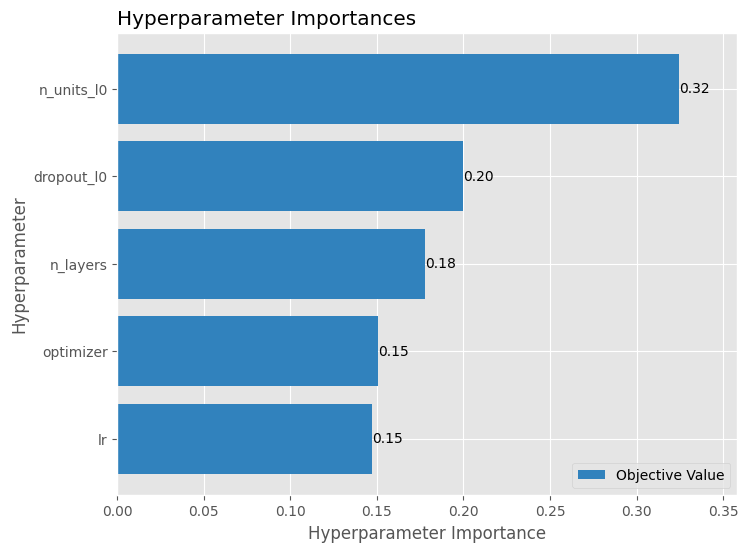 Hyperparameter Importances
Hyperparameter
n_units_l0
0.32
dropout_l0
0.20
n_layers
0.18
optimizer
0.15
lr
0.15
Objective Value
0.00 0.05 0.10 0.15 0.20 0.25 0.30 0.35
Hyperparameter Importance